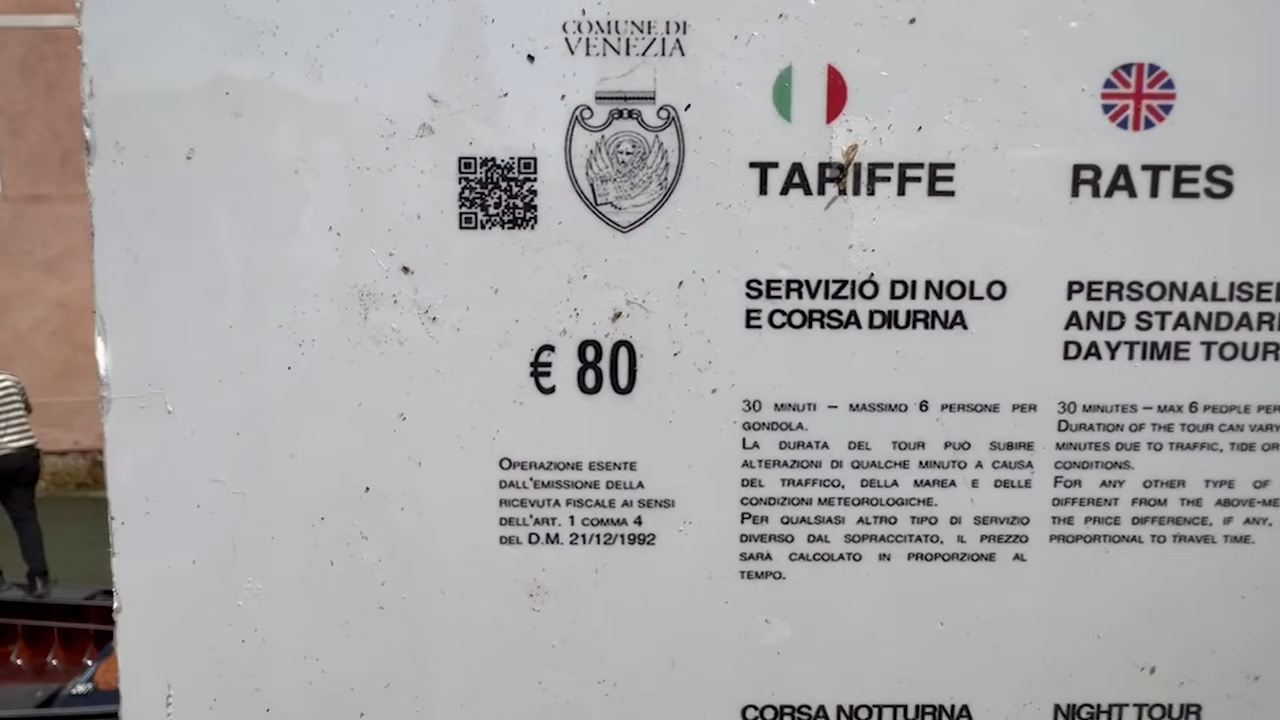 COMUNE DI
VENEZIA
TARIFFE
RATES
SERVIZIO DI NOLO
E CORSA DIURNA
PERSONALISE
AND STANDAR
DAYTIME TOUR
€ 80
30 MINUTI – MASSIMO 6 PERSONE PER
GONDOLA.
LA DURATA DEL TOUR PUÒ SUBIRE
ALTERAZIONI DI QUALCHE MINUTO A CAUSA
DEL TRAFFICO, DELLA MAREA E DELLE
CONDIZIONI METEOROLOGICHE.
PER QUALSIASI ALTRO TIPO DI SERVIZIO
DIVERSO DAL SOPRACCITATO, IL PREZZO
SARÀ CALCOLATO IN PROPORZIONE AL
TEMPO.
30 MINUTES – MAX 6 PEOPLE PER
DURATION OF THE TOUR CAN VARY
MINUTES DUE TO TRAFFIC, TIDE OR
CONDITIONS.
FOR ANY OTHER TYPE OF
DIFFERENT FROM THE ABOVE-ME
THE PRICE DIFFERENCE, IF ANY,
PROPORTIONAL TO TRAVEL TIME.
OPERAZIONE ESENTE
DALL'EMISSIONE DELLA
RICEVUTA FISCALE AI SENSI
DELL'ART. 1 COMMA 4
DEL D.M. 21/12/1992
CORSA NOTTURNA
NIGHT TOUR